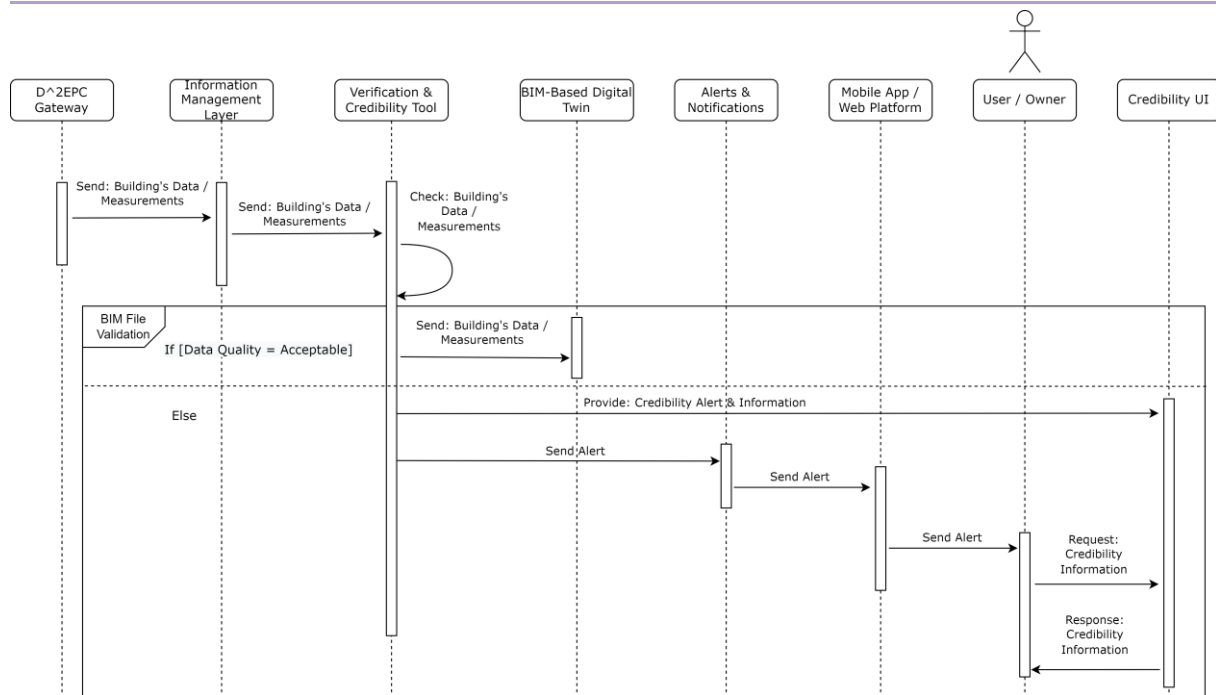 D^2EPC
Gateway
Information
Management
Layer
Verification &
Credibility Tool
BIM-Based Digital
Twin
Alerts &
Notifications
Mobile App /
Web Platform
User / Owner
Credibility UI
Send: Building's Data /
Measurements
Send: Building's Data /
Measurements
Check: Building's
Data /
Measurements
BIM File
Validation
If [Data Quality = Acceptable]
Send: Building's Data /
Measurements
Else
Provide: Credibility Alert & Information
Send Alert
Send Alert
Send Alert
Request:
Credibility
Information
Response:
Credibility
Information